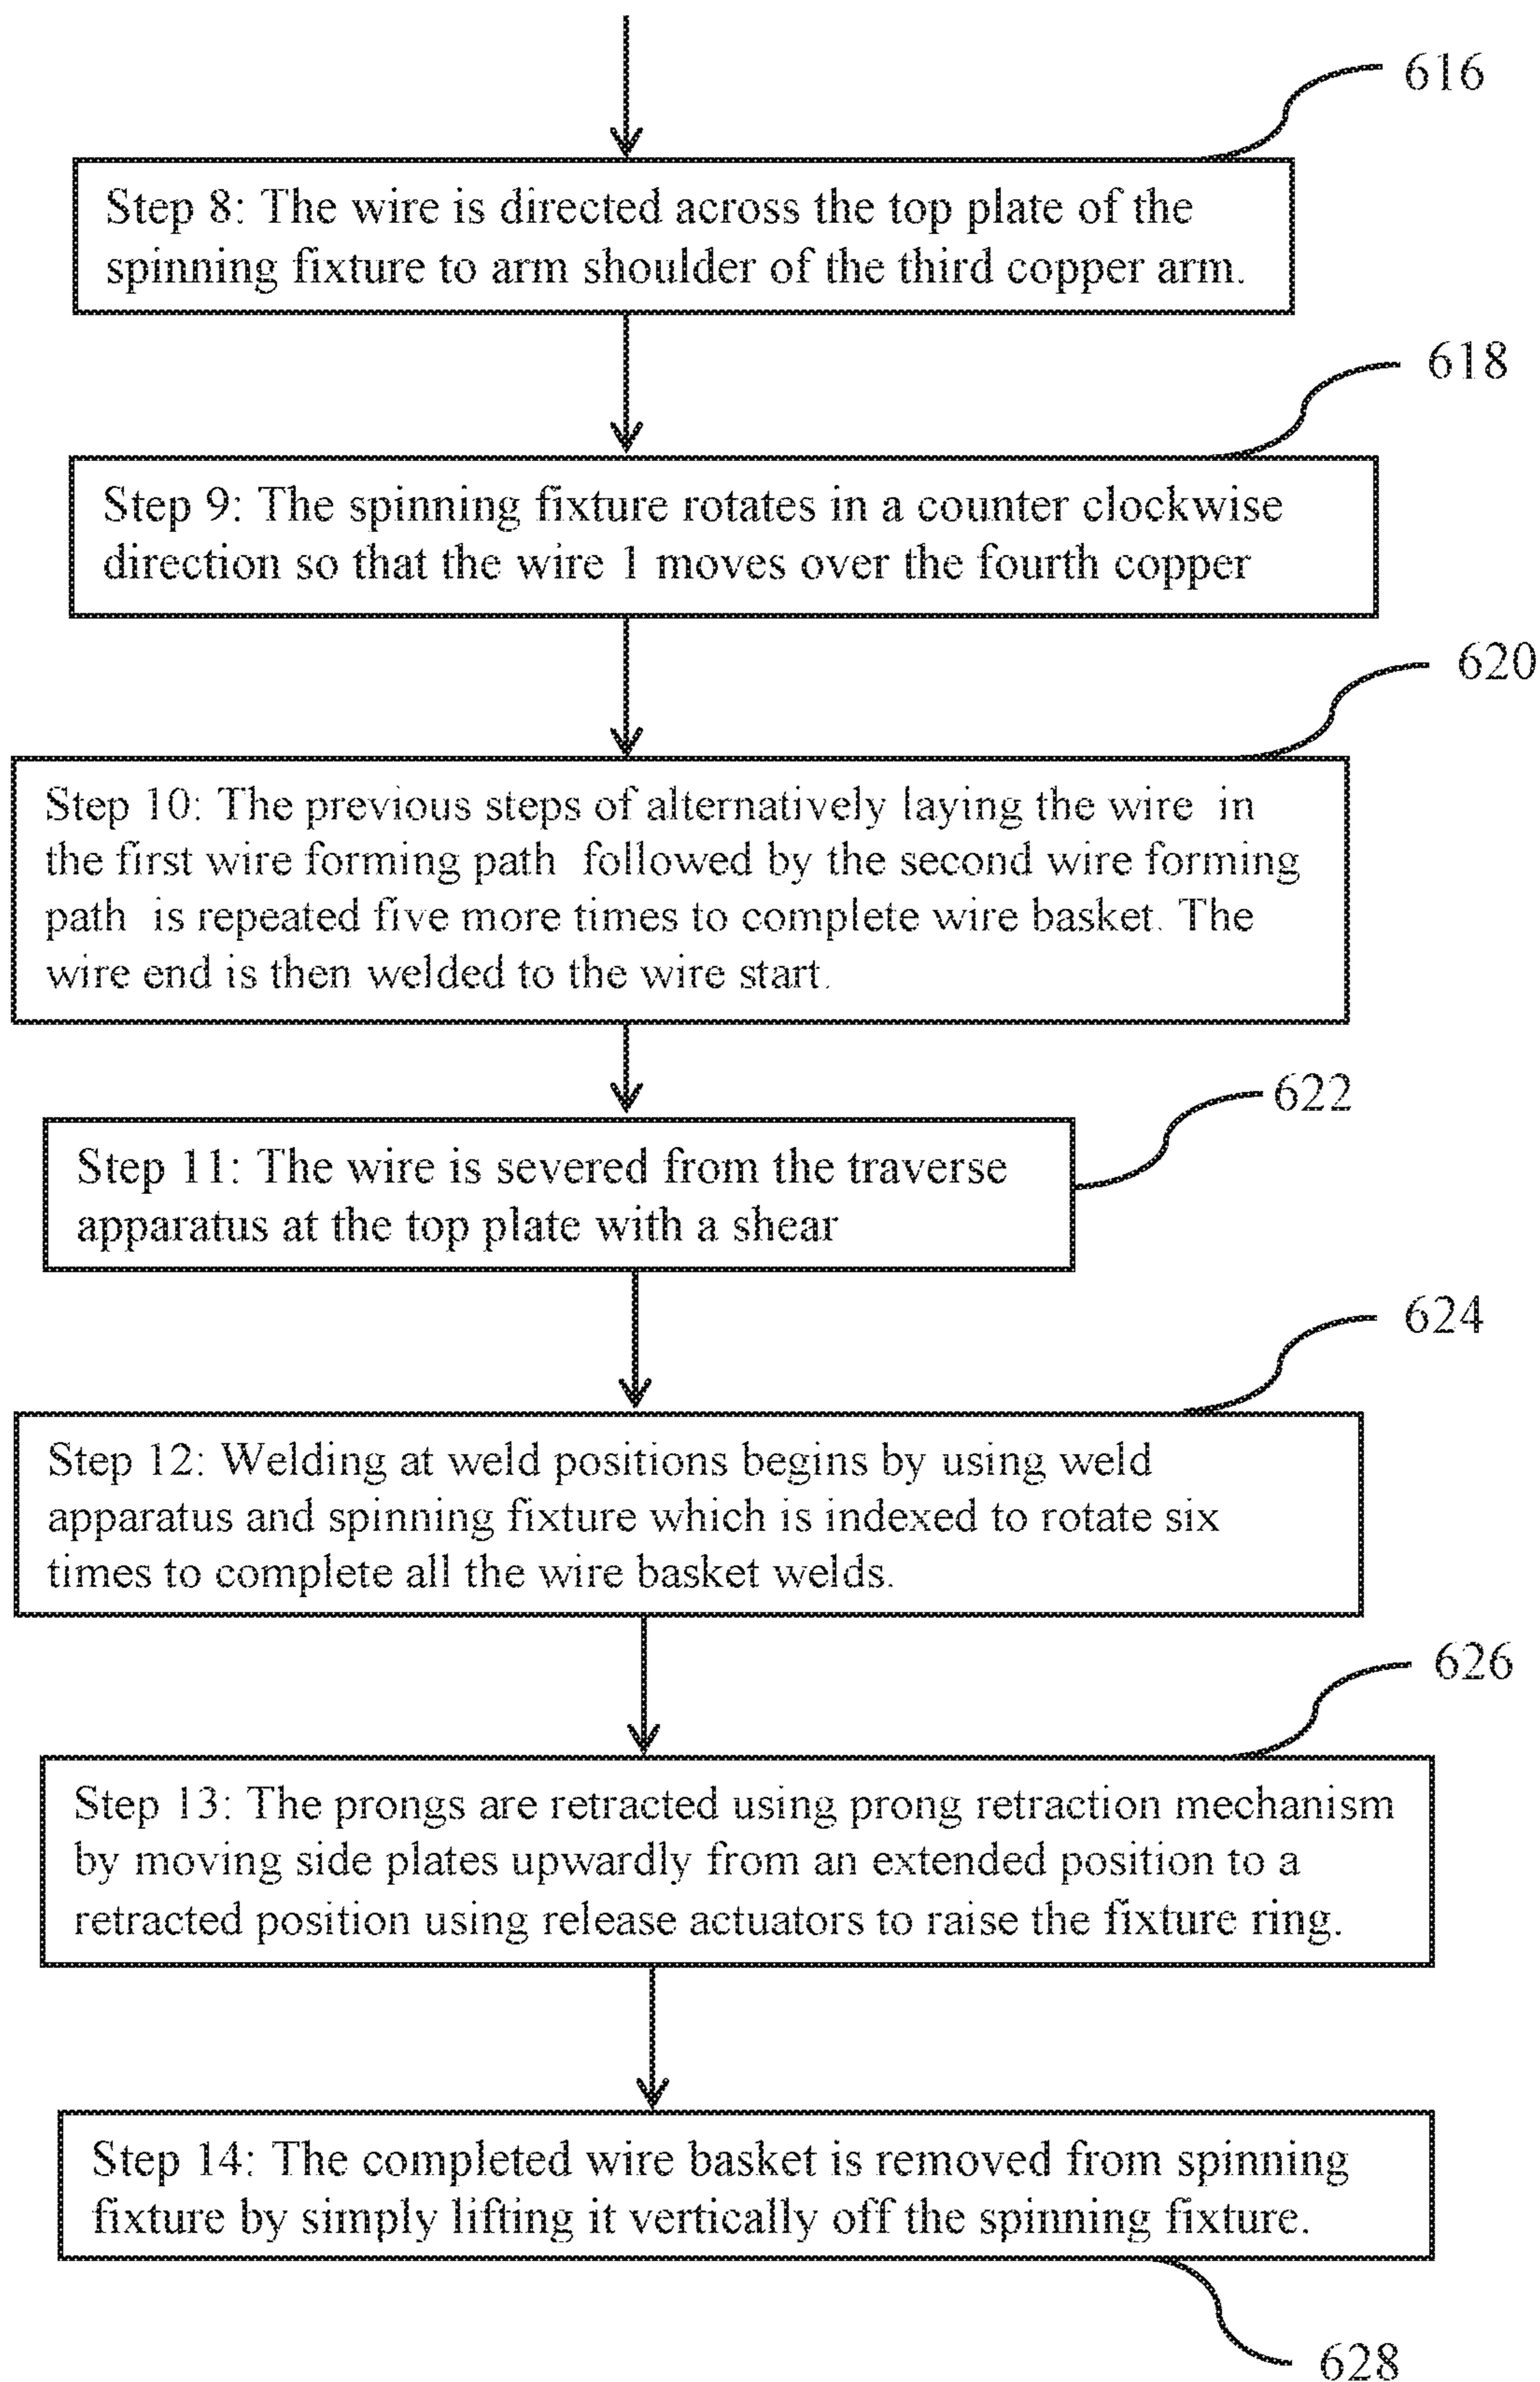 616
Step 8: The wire is directed across the top plate of the
spinning fixture to arm shoulder of the third copper arm.
618
Step 9: The spinning fixture rotates in a counter clockwise
direction so that the wire 1 moves over the fourth copper
620
Step 10: The previous steps of alternatively laying the wire in
the first wire forming path followed by the second wire forming
path is repeated five more times to complete wire basket. The
wire end is then welded to the wire start.
622
Step 11: The wire is severed from the traverse
apparatus at the top plate with a shear
624
Step 12: Welding at weld positions begins by using weld
apparatus and spinning fixture which is indexed to rotate six
times to complete all the wire basket welds.
626
Step 13: The prongs are retracted using prong retraction mechanism
by moving side plates upwardly from an extended position to a
retracted position using release actuators to raise the fixture ring.
Step 14: The completed wire basket is removed from spinning
fixture by simply lifting it vertically off the spinning fixture.
628